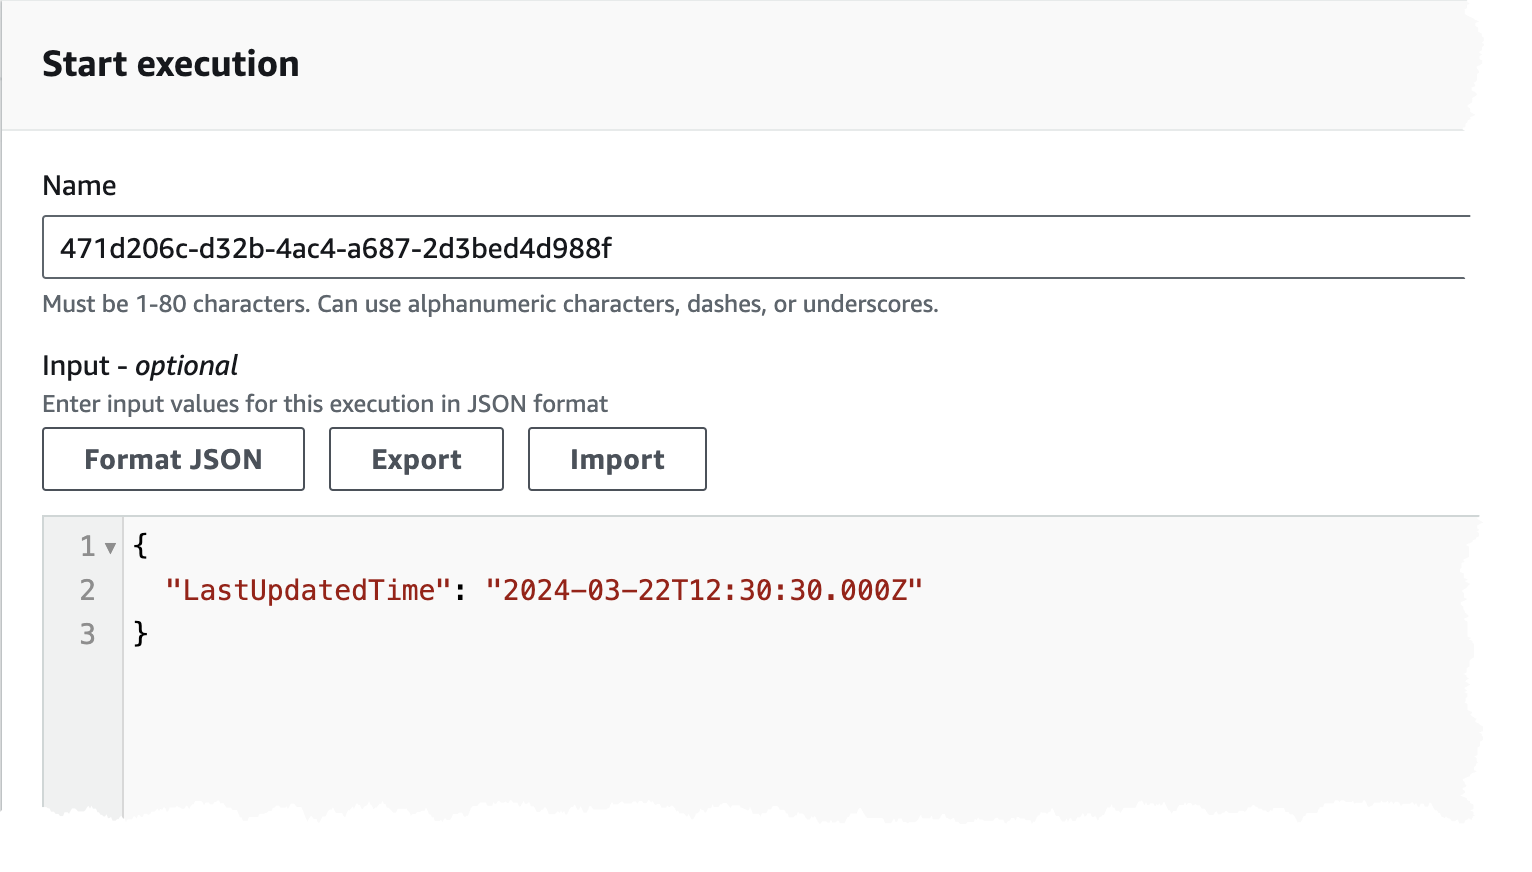 Start execution
Name
471d206c-d32b-4ac4-a687-2d3bed4d988f
Must be 1-80 characters. Can use alphanumeric characters, dashes, or underscores.
Input - optional
Enter input values for this execution in JSON format
Format JSON Export Import
1 {
2 "LastUpdatedTime": "2024-03-22T12:30:30.000Z"
3 }